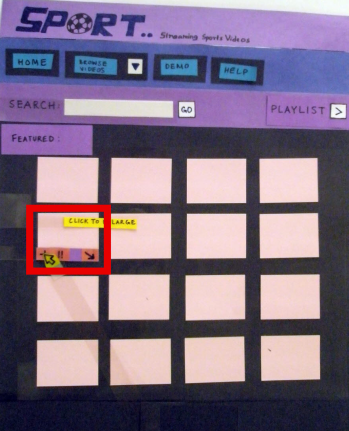 SPORT..
Streaming Sports Videos
HOME
BROWSE VIDEOS
DEMO
HELP
SEARCH:
GO
PLAYLIST >
FEATURED:
CLICK TO ENLARGE